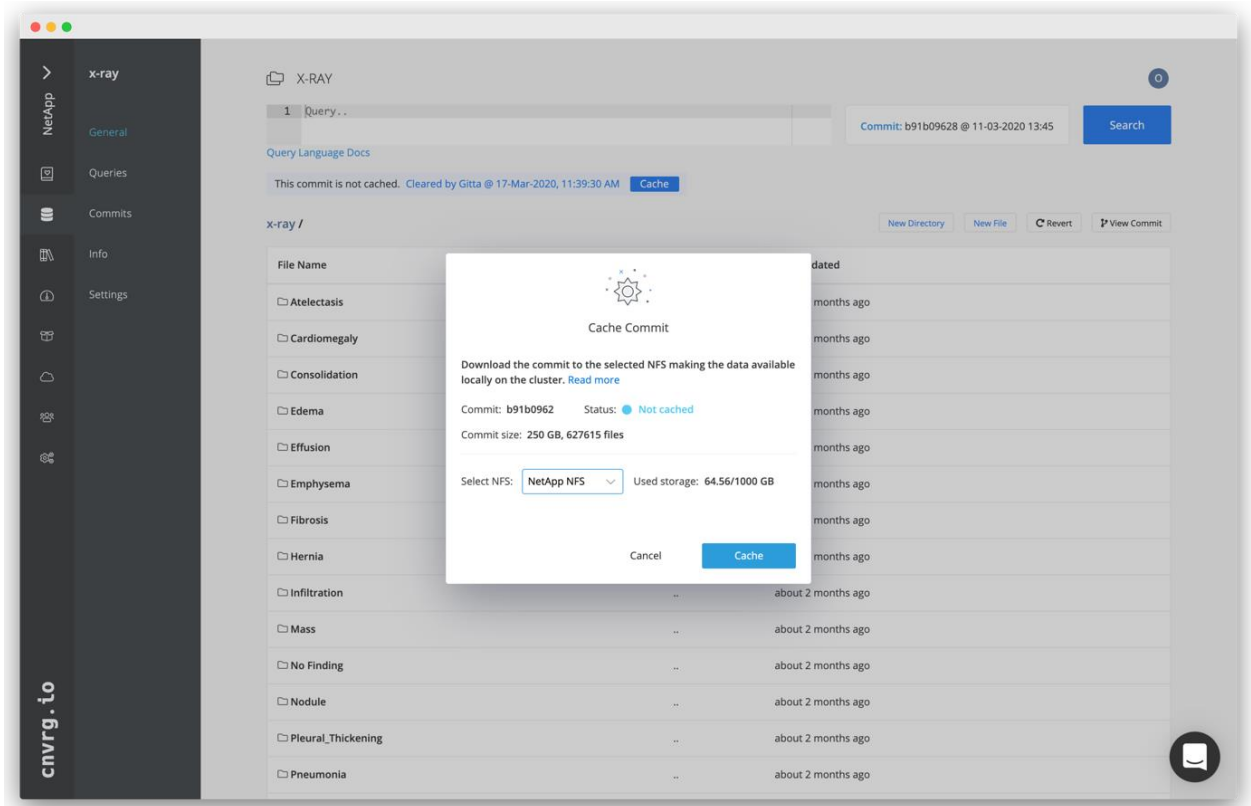 NetApp
x-ray
General
Queries
Commits
Info
Settings
cnvrg.io
X-RAY
O
1 Query..
Commit: b91b09628 @ 11-03-2020 13:45
Search
Query Language Docs
This commit is not cached. Cleared by Gitta @ 17-Mar-2020, 11:39:30 AM Cache
x-ray /
New Directory New File Revert View Commit
File Name dated
Atelectasis months ago
Cardiomegaly months ago
Consolidation months ago
Edema months ago
Effusion months ago
Emphysema months ago
Fibrosis months ago
Hernia months ago
Infiltration .. about 2 months ago
Mass .. about 2 months ago
No Finding .. about 2 months ago
Nodule .. about 2 months ago
Pleural_Thickening .. about 2 months ago
Pneumonia .. about 2 months ago
Cache Commit
Download the commit to the selected NFS making the data available
locally on the cluster. Read more
Commit: b91b0962 Status: Not cached
Commit size: 250 GB, 627615 files
Select NFS: NetApp NFS Used storage: 64.56/1000 GB
Cancel Cache